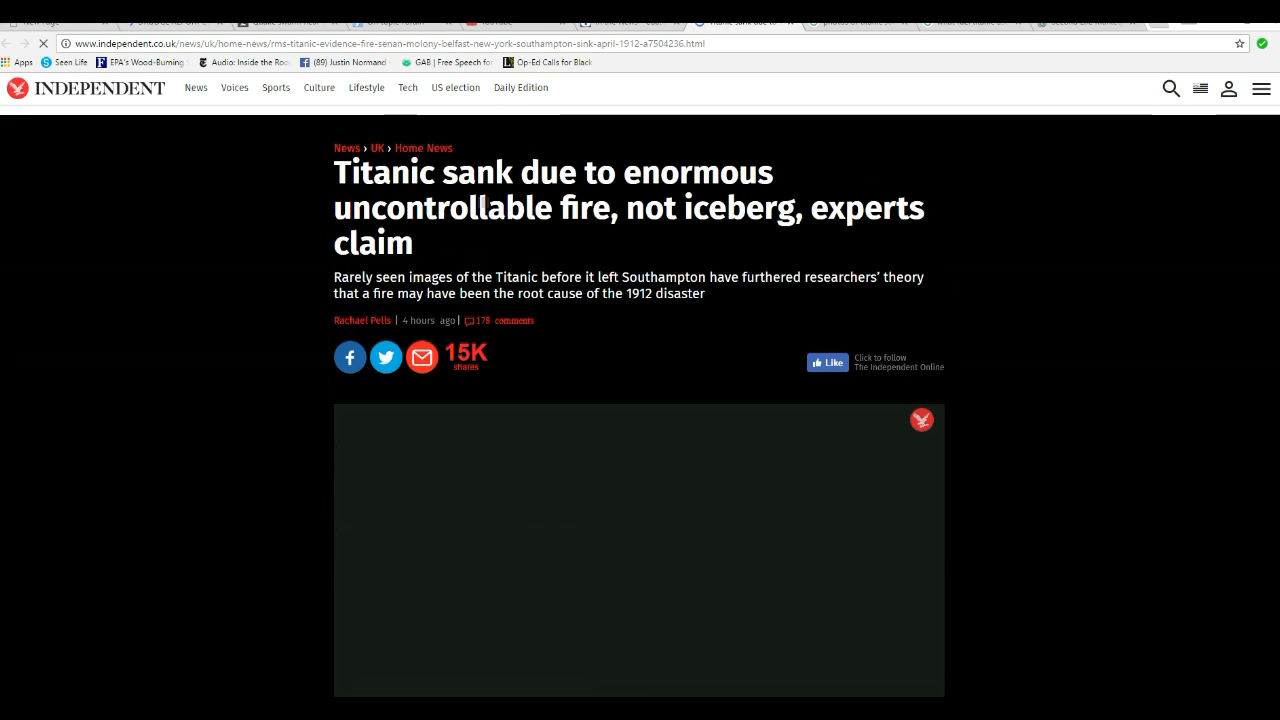 www.independent.co.uk/news/uk/home-news/rms-titanic-evidence-fire-senan-molony-belfast-new-york-southampton-sink-april-1912-a7504236.html
Apps Seen Life EPA's Wood-Burning Audio: Inside the Roo (89) Justin Normand GAB | Free Speech for Op-Ed Calls for Black
INDEPENDENT News Voices Sports Culture Lifestyle Tech US election Daily Edition
News › UK › Home News
Titanic sank due to enormous
uncontrollable fire, not iceberg, experts
claim
Rarely seen images of the Titanic before it left Southampton have furthered researchers’ theory
that a fire may have been the root cause of the 1912 disaster
Rachael Pells | 4 hours ago | 178 comments
15K
shares
Like
Click to follow
The Independent Online